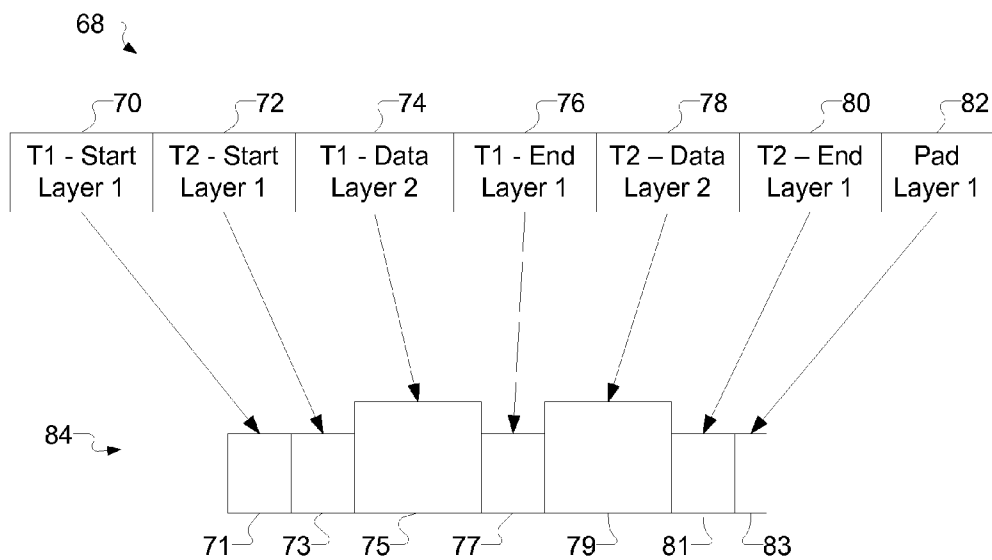 68
70 72 74 76 78 80 82
T1 - Start T2 - Start T1 - Data T1 - End T2 – Data T2 – End Pad
Layer 1 Layer 1 Layer 2 Layer 1 Layer 2 Layer 1 Layer 1
84
71 73 75 77 79 81 83